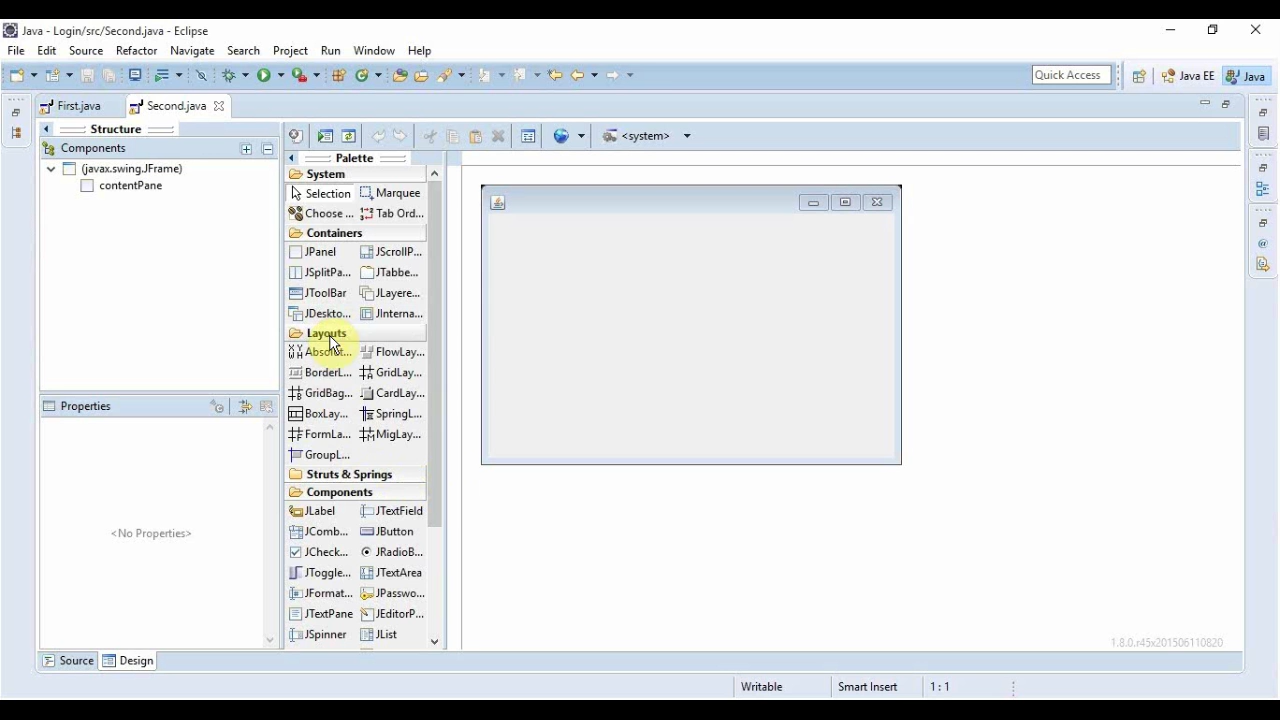 Java - Login/src/Second.java - Eclipse
File Edit Source Refactor Navigate Search Project Run Window Help
Quick Access Java EE Java
First.java Second.java
Structure
Components
(javax.swing.JFrame)
contentPane
Properties
<No Properties>
<system>
Palette
System
Selection Marquee
Choose ... Tab Ord...
Containers
JPanel JScrollP...
JSplitPa... JTabbe...
JToolBar JLayere...
JDeskto... JInterna...
Layouts
Absolut... FlowLay...
BorderL... GridLay...
GridBag... CardLay...
BoxLay... SpringL...
FormLa... MigLay...
GroupL...
Struts & Springs
Components
JLabel JTextField
JComb... JButton
JCheck... JRadioB...
JToggle... JTextArea
JFormat... JPasswo...
JTextPane JEditorP...
JSpinner JList
1.8.0.r45x201506110820
Source Design
Writable Smart Insert 1 : 1